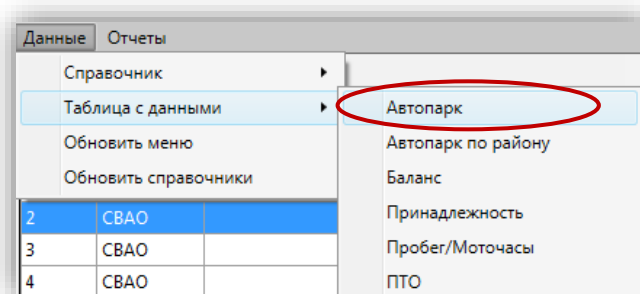 Данные Отчеты
Справочник
Таблица с данными
Обновить меню
Обновить справочники
2 СВАО
3 СВАО
4 СВАО
Автопарк
Автопарк по району
Баланс
Принадлежность
Пробег/Моточасы
ПТО